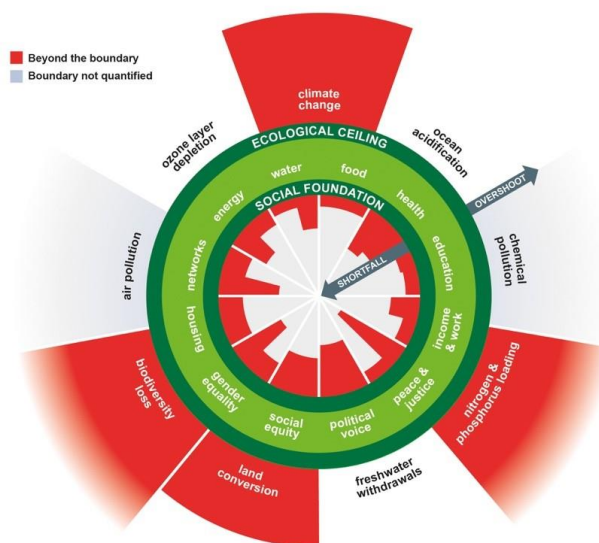 Beyond the boundary
Boundary not quantified
climate
change
ozone layer
depletion
ocean
acidification
ECOLOGICAL CEILING
water
food
energy
health
SOCIAL FOUNDATION
OVERSHOOT
networks
education
SHORTFALL
air pollution
chemical
pollution
housing
income
& work
biodiversity
loss
gender
equality
peace &
justice
nitrogen &
phosphorus loading
social
equity
political
voice
land
conversion
freshwater
withdrawals